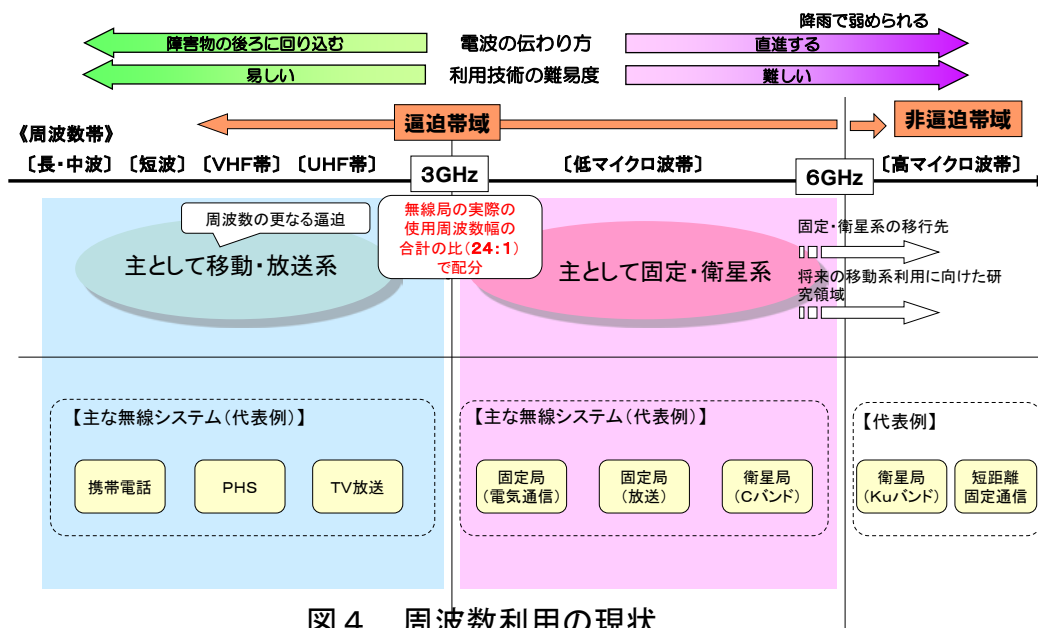 降雨で弱められる
障害物の後ろに回り込む
電波の伝わり方
直進する
易しい
利用技術の難易度
難しい
逼迫帯域
非逼迫帯域
《周波数帯》
〔長・中波〕
〔短波〕
〔VHF帯〕
〔UHF帯〕
3GHz
〔低マイクロ波帯〕
6GHz
〔高マイクロ波帯〕
周波数の更なる逼迫
主として移動・放送系
無線局の実際の
使用周波数幅の
合計の比(24:1)
で配分
主として固定・衛星系
固定・衛星系の移行先
将来の移動系利用に向けた研
究領域
【主な無線システム(代表例)】
携帯電話
PHS
TV放送
【主な無線システム(代表例)】
固定局
(電気通信)
固定局
(放送)
衛星局
(Cバンド)
【代表例】
衛星局
(Kuバンド)
短距離
固定通信
図4 周波数利用の現状